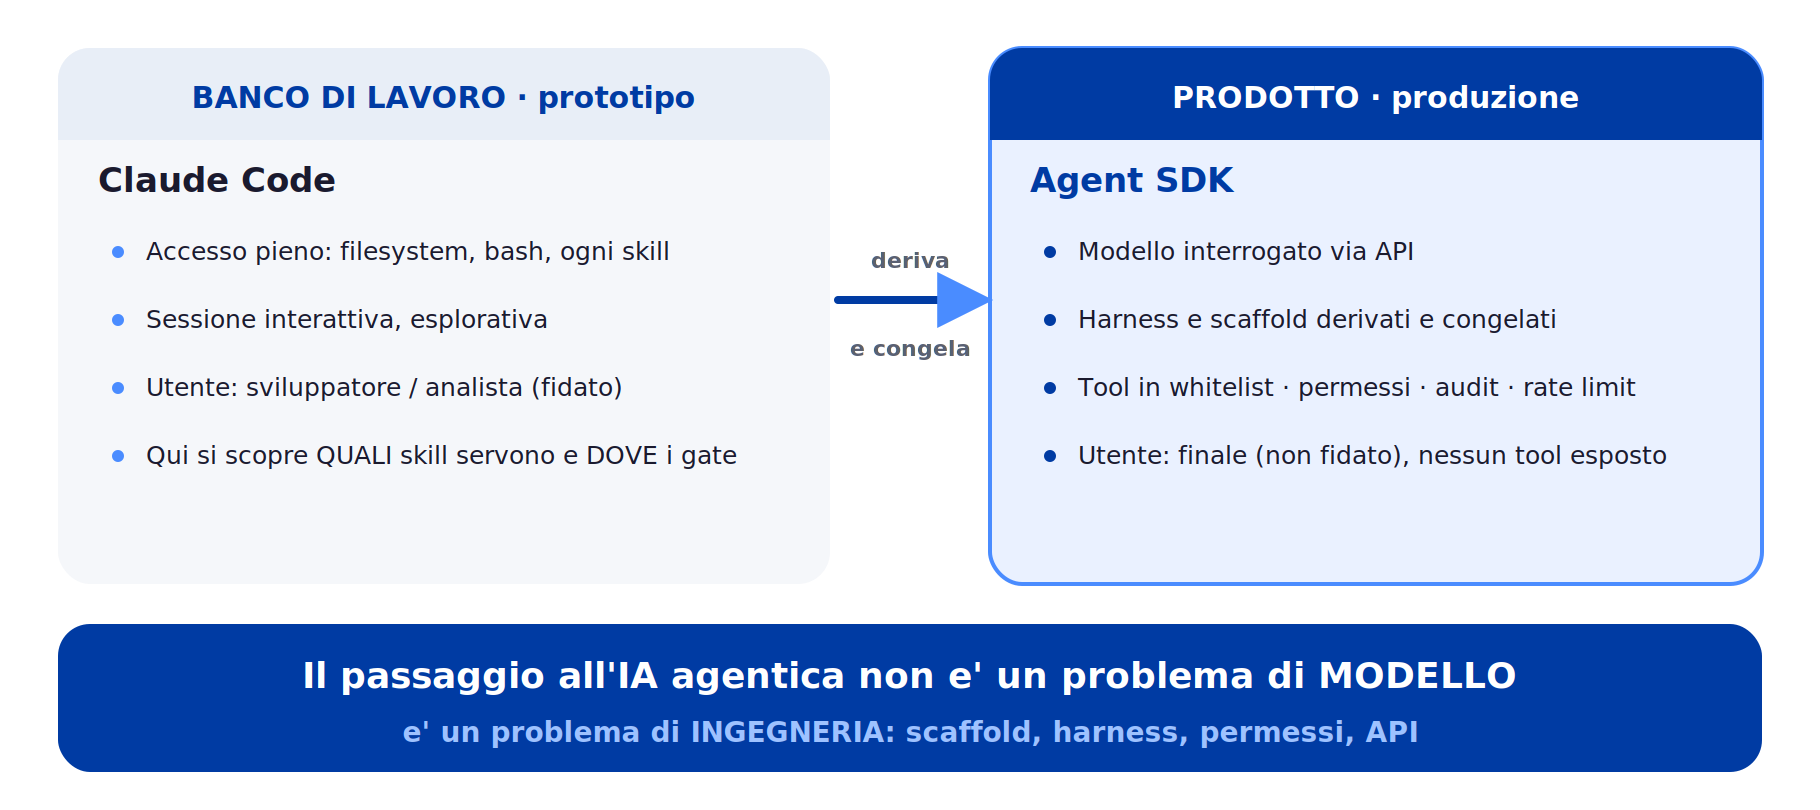 BANCO DI LAVORO · prototipo
Claude Code
Accesso pieno: filesystem, bash, ogni skill
Sessione interattiva, esplorativa
Utente: sviluppatore / analista (fidato)
Qui si scopre QUALI skill servono e DOVE i gate
deriva
e congela
PRODOTTO · produzione
Agent SDK
Modello interrogato via API
Harness e scaffold derivati e congelati
Tool in whitelist · permessi · audit · rate limit
Utente: finale (non fidato), nessun tool esposto
Il passaggio all'IA agentica non e' un problema di MODELLO
e' un problema di INGEGNERIA: scaffold, harness, permessi, API